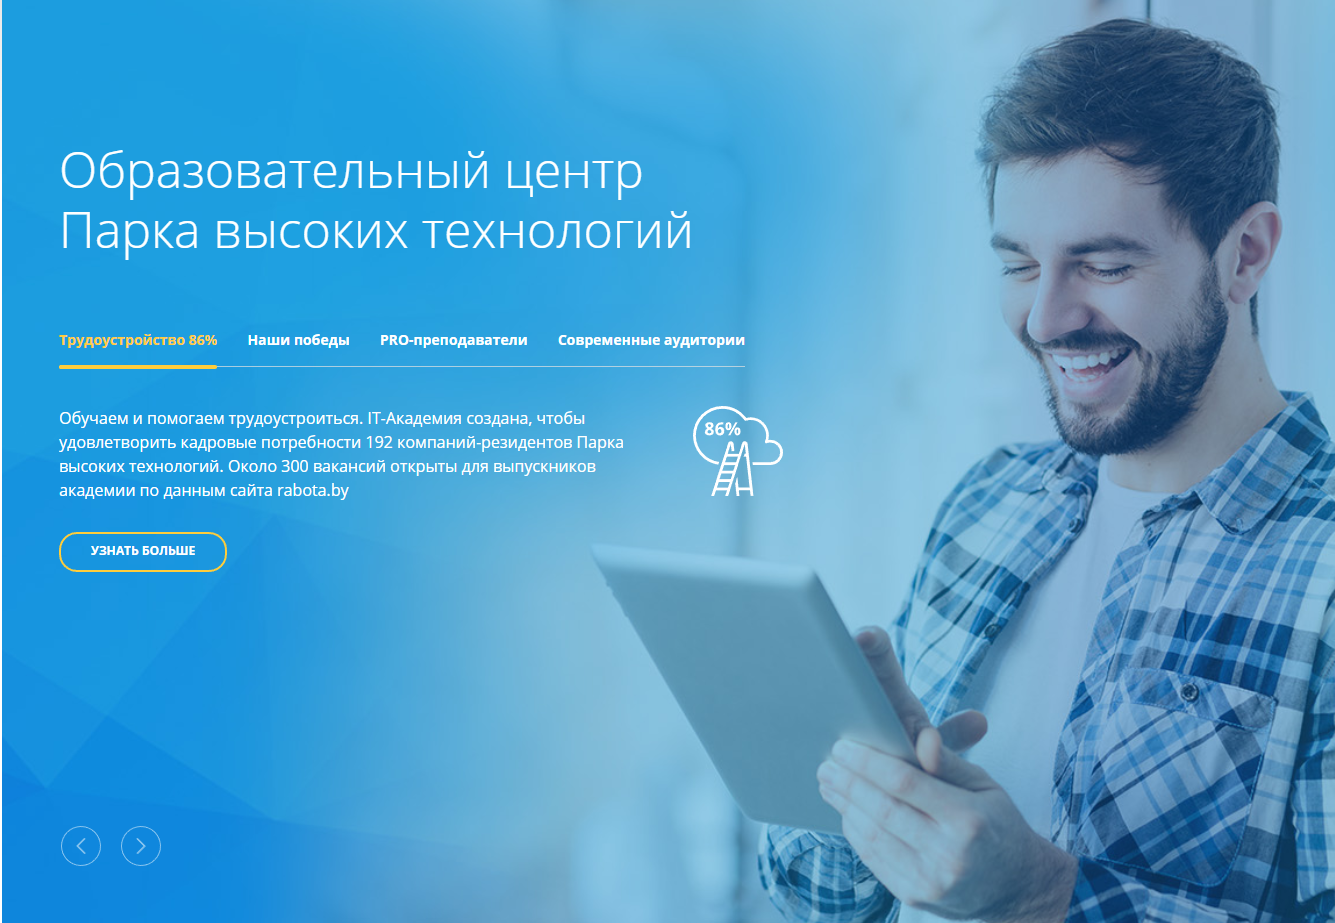 Образовательный центр
Парка высоких технологий
Трудоустройство 86% Наши победы PRO-преподаватели Современные аудитории
Обучаем и помогаем трудоустроиться. IT-Академия создана, чтобы
удовлетворить кадровые потребности 192 компаний-резидентов Парка
высоких технологий. Около 300 вакансий открыты для выпускников
академии по данным сайта rabota.by
86%
УЗНАТЬ БОЛЬШЕ